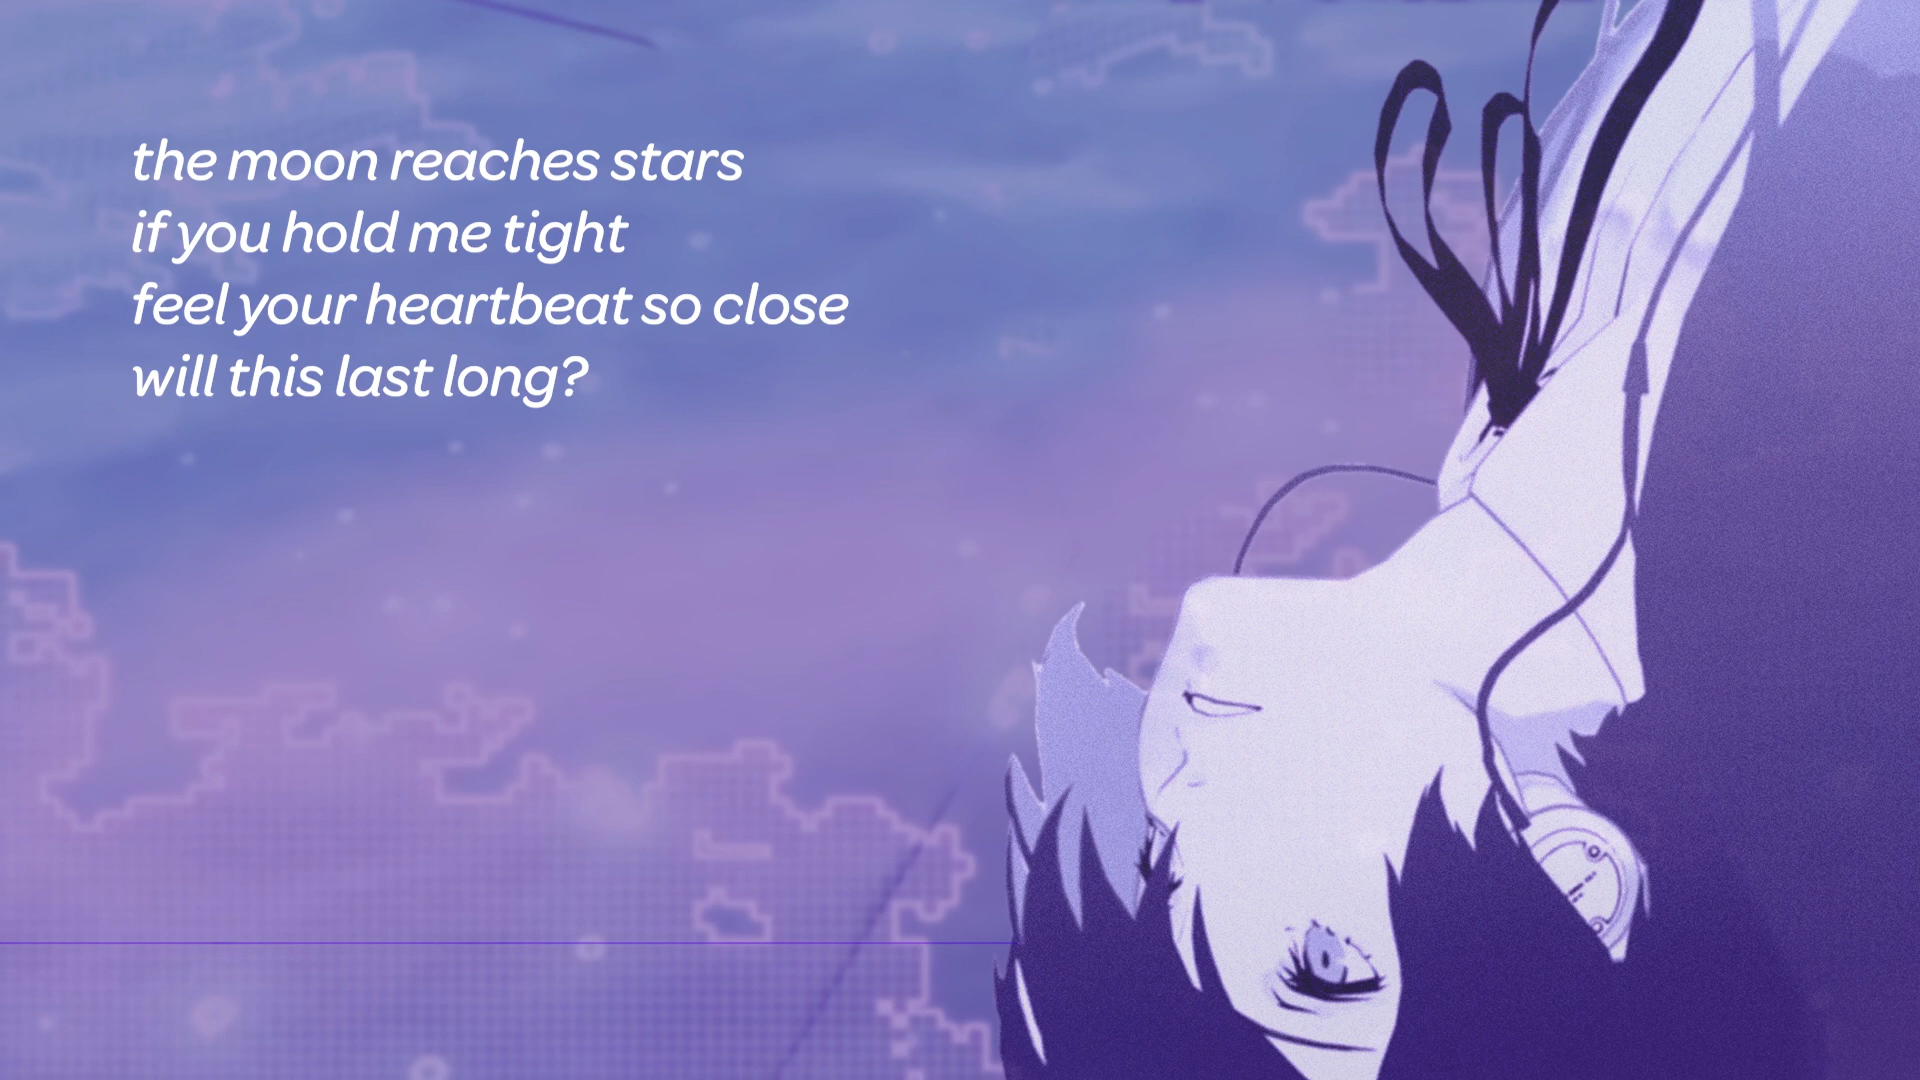 the moon reaches stars
if you hold me tight
feel your heartbeat so close
will this last long?